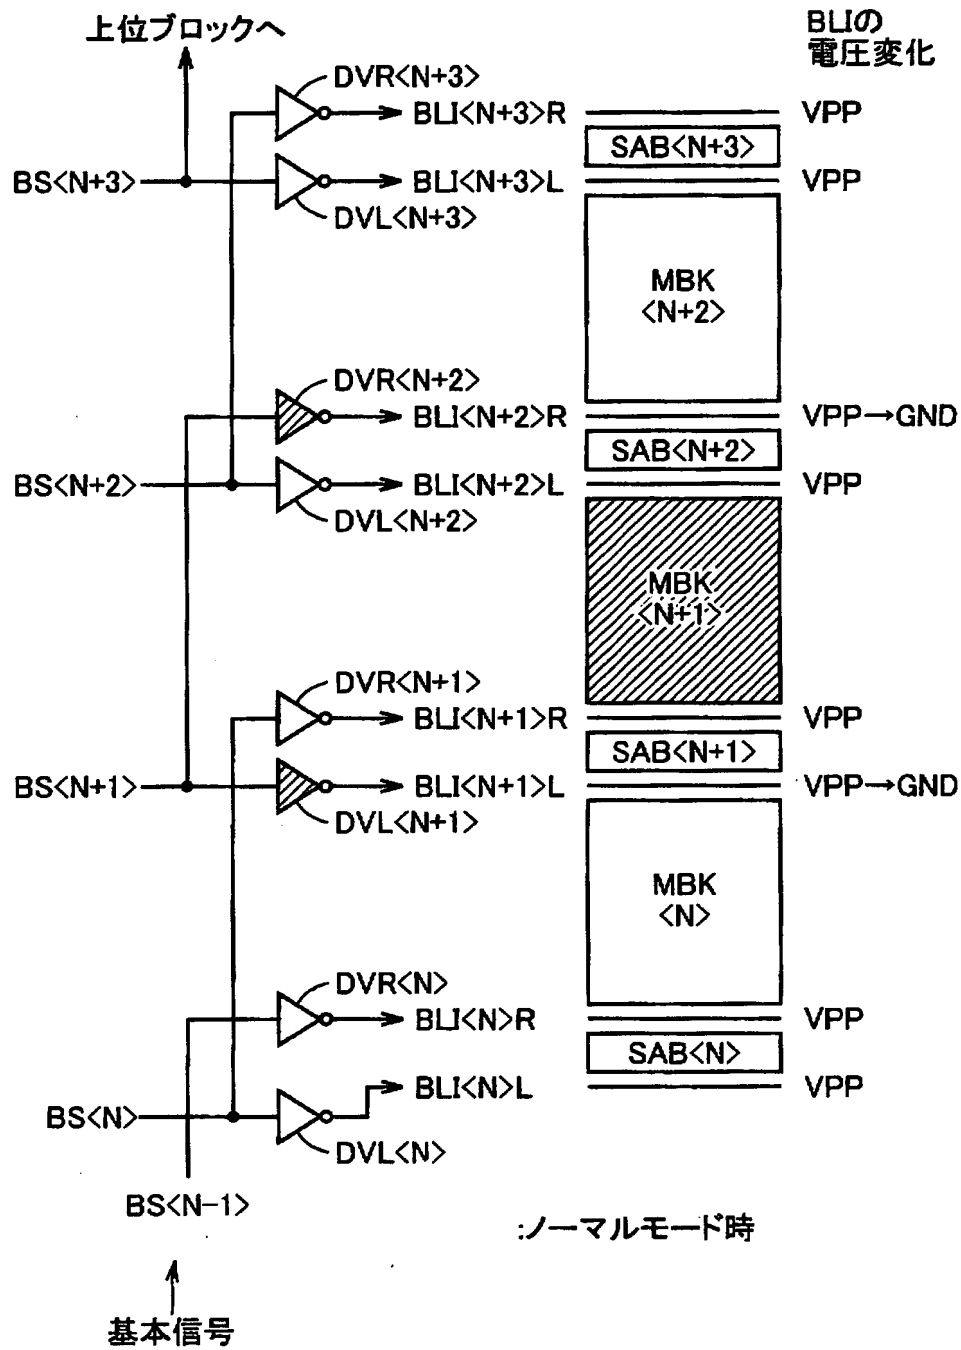 上位ブロックへ
BLIの
電圧変化
DVR<N+3>
BLI<N+3>R
VPP
SAB<N+3>
BS<N+3>
BLI<N+3>L
VPP
DVL<N+3>
MBK
<N+2>
DVR<N+2>
BLI<N+2>R
VPP→GND
SAB<N+2>
BS<N+2>
BLI<N+2>L
VPP
DVL<N+2>
MBK
<N+1>
DVR<N+1>
BLI<N+1>R
VPP
SAB<N+1>
BS<N+1>
BLI<N+1>L
VPP→GND
DVL<N+1>
MBK
<N>
DVR<N>
BLI<N>R
VPP
SAB<N>
BLI<N>L
VPP
BS<N>
DVL<N>
BS<N-1>
:ノーマルモード時
基本信号